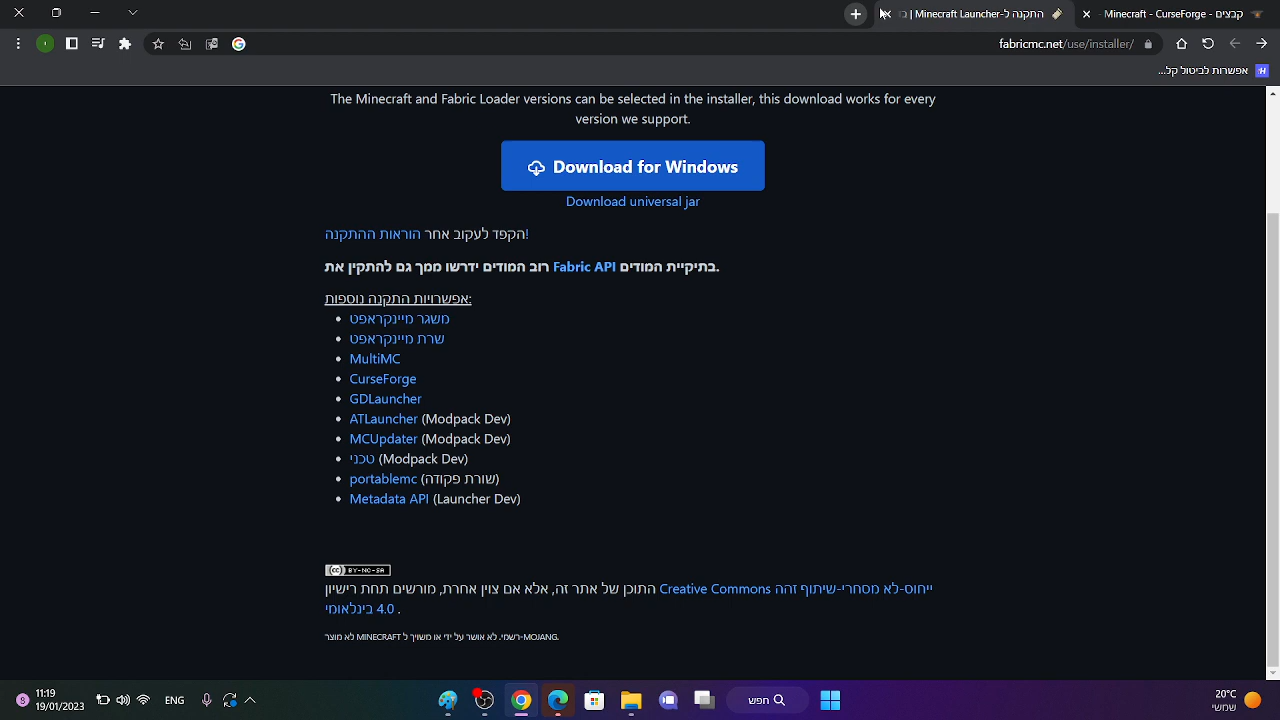 קבצים - Minecraft - CurseForge
התקנה ל-Minecraft Launcher |
fabricmc.net/use/installer/
אפשרות לביטול קל...
The Minecraft and Fabric Loader versions can be selected in the installer, this download works for every
version we support.
Download for Windows
Download universal jar
הקפד לעקוב אחר הוראות ההתקנה!
רוב המודים ידרשו ממך גם להתקין את Fabric API בתיקיית המודים.
אפשרויות התקנה נוספות:
משגר מיינקראפט
שרת מיינקראפט
MultiMC
CurseForge
GDLauncher
ATLauncher (Modpack Dev)
MCUpdater (Modpack Dev)
טכני (Modpack Dev)
portablemc (שורת פקודה)
Metadata API (Launcher Dev)
cc BY-NC-SA
התוכן של אתר זה, אלא אם צוין אחרת, מורשים תחת רישיון Creative Commons ייחוס-לא מסחרי-שיתוף זהה
4.0 בינלאומי .
לא מוצר MINECRAFT רשמי. לא אושר על ידי או משויך ל-MOJANG.
11:19
19/01/2023
8
ENG
חפש
20°C
שמשי